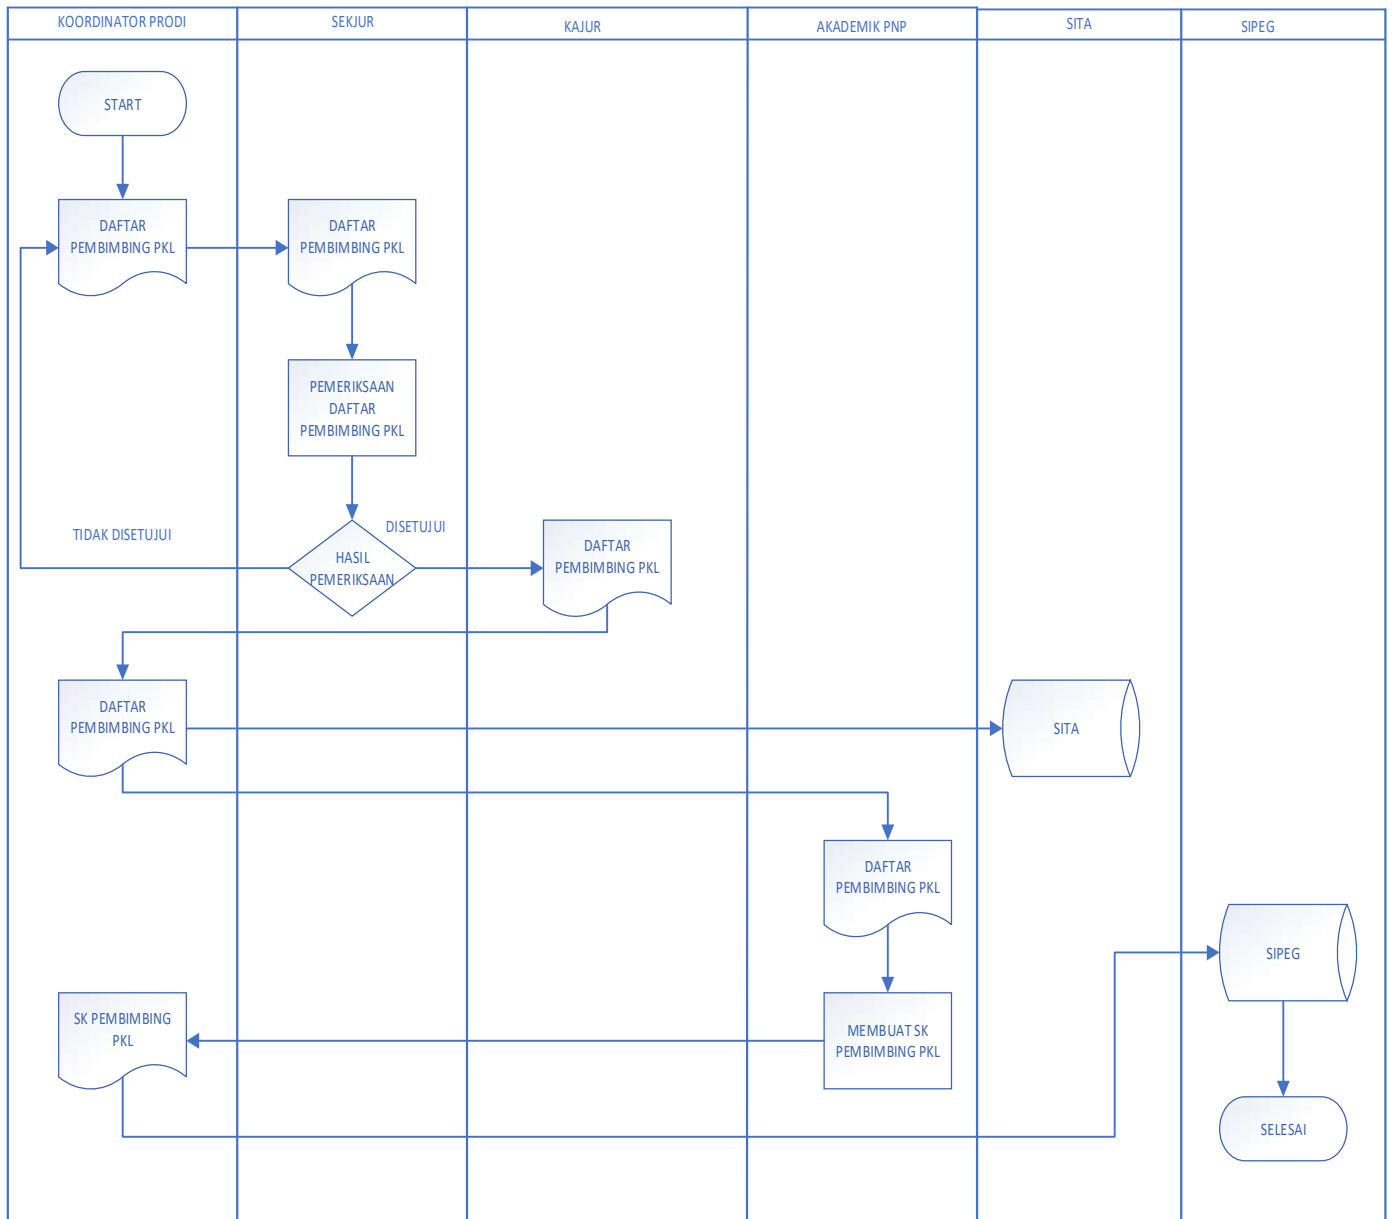 KOORDINATOR PRODI
SEKJUR
KAJUR
AKADEMIK PNP
SITA
SIPEG
START
DAFTAR
PEMBIMBING PKL
DAFTAR
PEMBIMBING PKL
PEMERIKSAAN
DAFTAR
PEMBIMBING PKL
TIDAK DISETUJUI
HASIL
PEMERIKSAAN
DISETUJUI
DAFTAR
PEMBIMBING PKL
DAFTAR
PEMBIMBING PKL
SITA
DAFTAR
PEMBIMBING PKL
SIPEG
SK PEMBIMBING
PKL
MEMBUAT SK
PEMBIMBING PKL
SELESAI